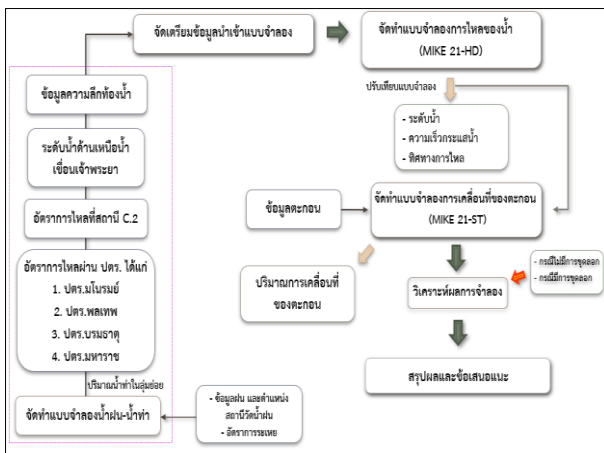 จัดเตรียมข้อมูลนำเข้าแบบจำลอง
จัดทำแบบจำลองการไหลของน้ำ
(MIKE 21-HD)
ข้อมูลความลึกท้องน้ำ
ปรับเทียบแบบจำลอง
- ระดับน้ำ
- ความเร็วกระแสน้ำ
- ทิศทางการไหล
ระดับน้ำด้านเหนือน้ำ
เขื่อนเจ้าพระยา
อัตราการไหลที่สถานี C.2
ข้อมูลตะกอน
จัดทำแบบจำลองการเคลื่อนที่ของตะกอน
(MIKE 21-ST)
อัตราการไหลผ่าน ปตร. ได้แก่
1. ปตร.มโนรมย์
2. ปตร.พลเทพ
3. ปตร.บรมธาตุ
4. ปตร.มหาราช
ปริมาณการเคลื่อนที่
ของตะกอน
วิเคราะห์ผลการจำลอง
- กรณีไม่มีการขุดลอก
- กรณีมีการขุดลอก
ปริมาณน้ำท่าในลุ่มย่อย
สรุปผลและข้อเสนอแนะ
จัดทำแบบจำลองน้ำฝน-น้ำท่า
- ข้อมูลฝน และตำแหน่ง
สถานีวัดน้ำฝน
- อัตราการระเหย